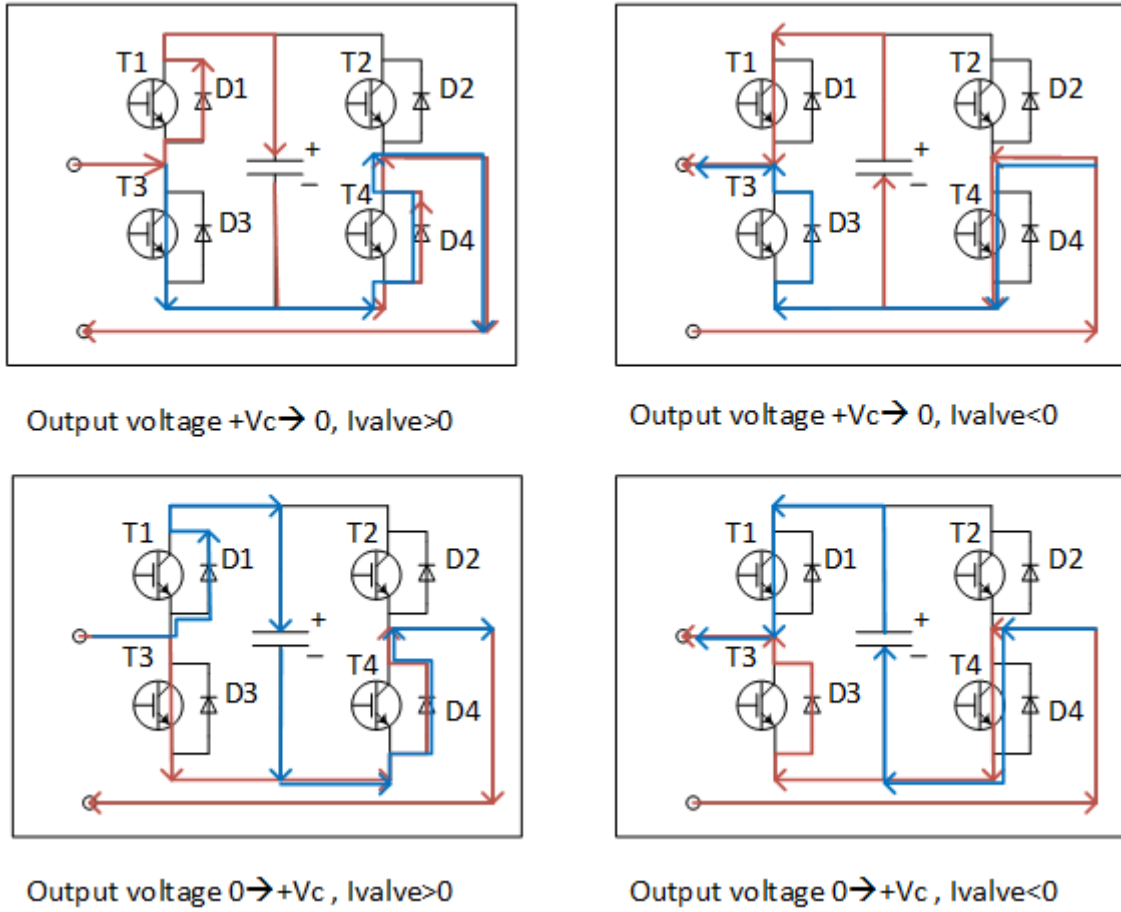 T1
D1
T2
D2
+
−
T3
D3
T4
D4
T1
D1
T2
D2
+
−
T3
D3
T4
D4
Output voltage +Vc→ 0, Ivalve>0
Output voltage +Vc→ 0, Ivalve<0
T1
D1
T2
D2
+
−
T3
D3
T4
D4
T1
D1
T2
D2
+
−
T3
D3
T4
D4
Output voltage 0→+Vc , Ivalve>0
Output voltage 0→+Vc , Ivalve<0